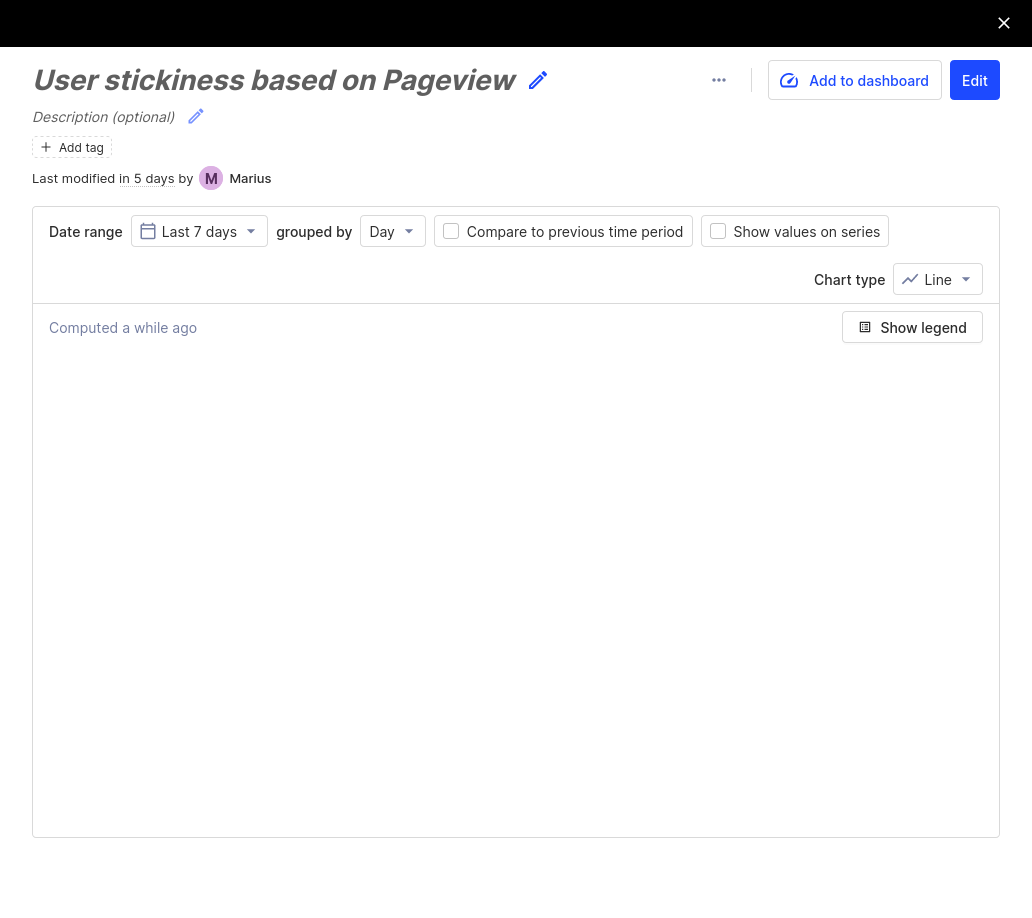 User stickiness based on Pageview
Add to dashboard
Edit
Description (optional)
Add tag
Last modified in 5 days by M Marius
Date range Last 7 days grouped by Day Compare to previous time period Show values on series
Chart type Line
Computed a while ago
Show legend